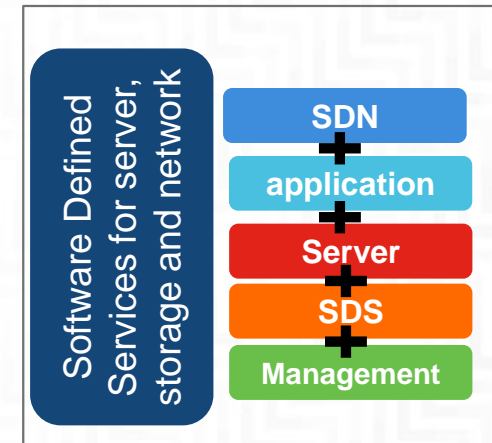 Software Defined
Services for server,
storage and network
SDN
+
application
+
Server
+
SDS
+
Management